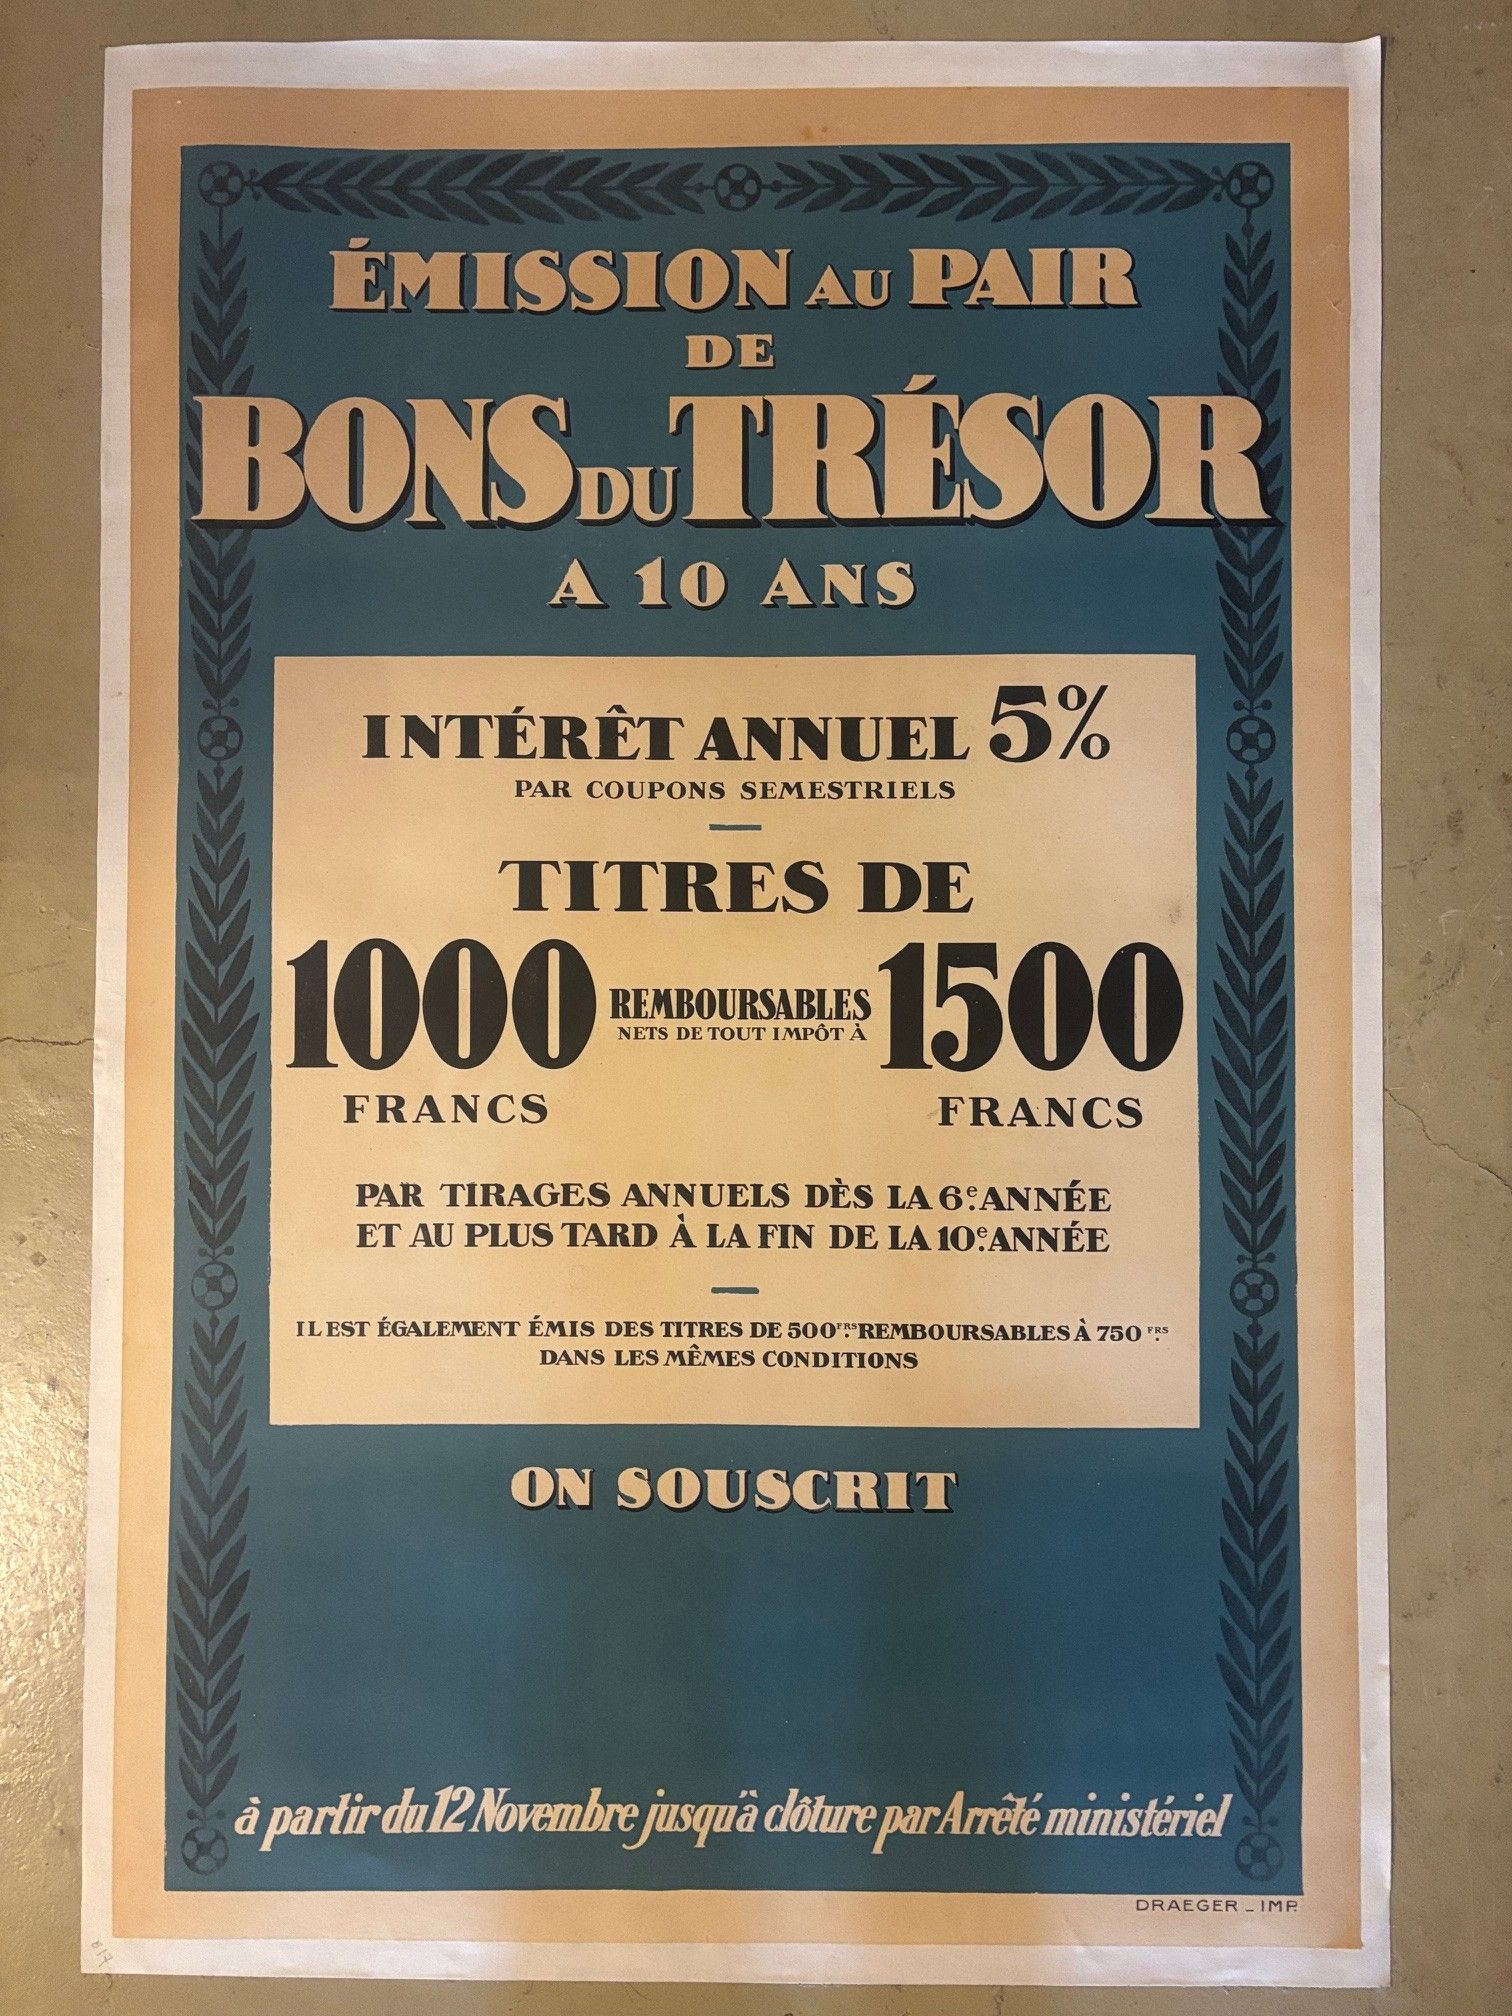 ÉMISSION AU PAIR
DE
BONS DU TRÉSOR
A 10 ANS
INTÉRÊT ANNUEL 5%
PAR COUPONS SEMESTRIELS
TITRES DE
1000 REMBOURSABLES NETS DE TOUT IMPÔT À 1500
FRANCS FRANCS
PAR TIRAGES ANNUELS DÈS LA 6e. ANNÉE
ET AU PLUS TARD À LA FIN DE LA 10e. ANNÉE
IL EST ÉGALEMENT ÉMIS DES TITRES DE 500 FRS. REMBOURSABLES À 750 FRS.
DANS LES MÊMES CONDITIONS
ON SOUSCRIT
à partir du 12 Novembre jusqu'à clôture par Arrêté ministériel
DRAEGER _ IMP.